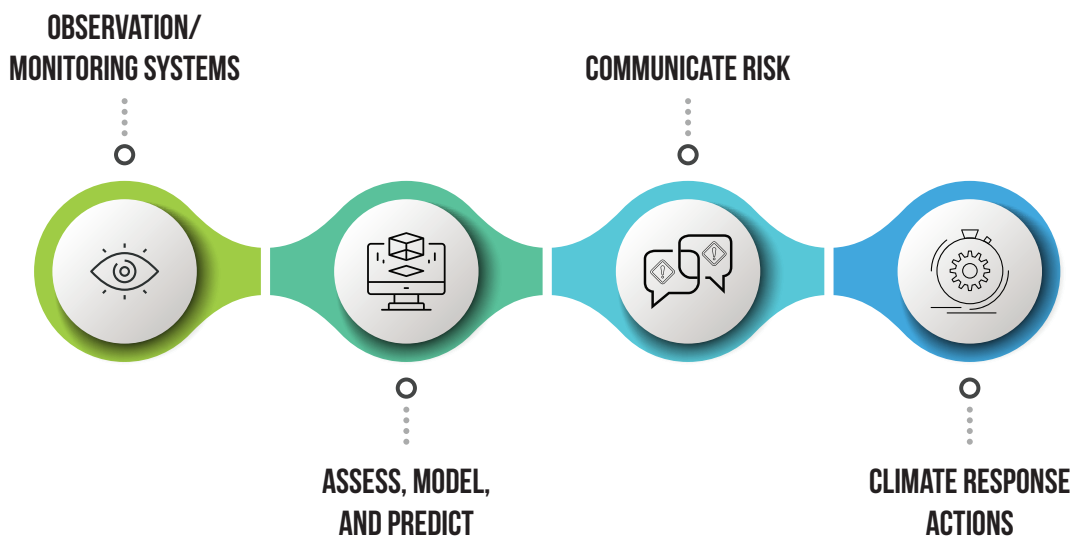 OBSERVATION/
MONITORING SYSTEMS
ASSESS, MODEL,
AND PREDICT
COMMUNICATE RISK
CLIMATE RESPONSE
ACTIONS